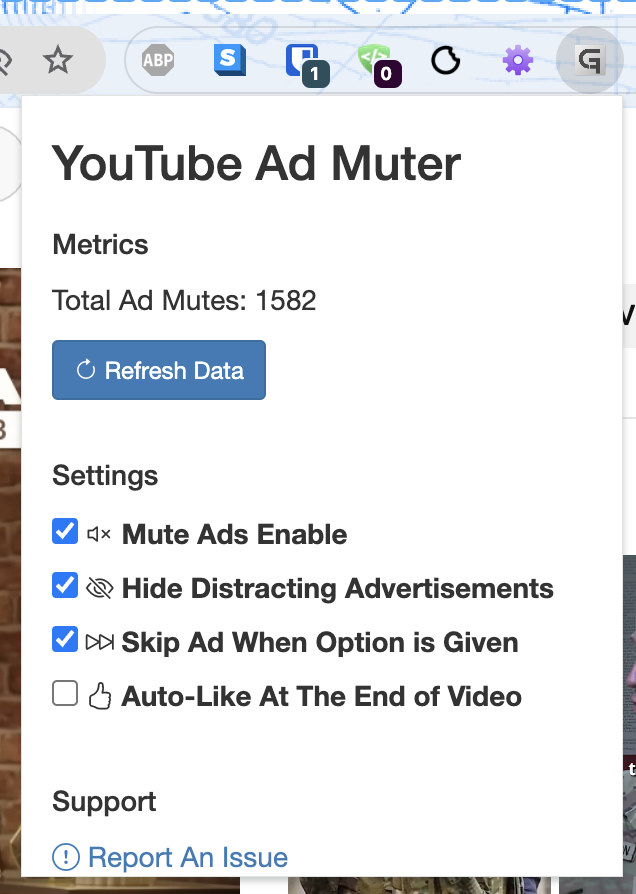 ABP
S
1
</>
0
G
YouTube Ad Muter
Metrics
Total Ad Mutes: 1582
Refresh Data
Settings
Mute Ads Enable
Hide Distracting Advertisements
Skip Ad When Option is Given
Auto-Like At The End of Video
Support
Report An Issue